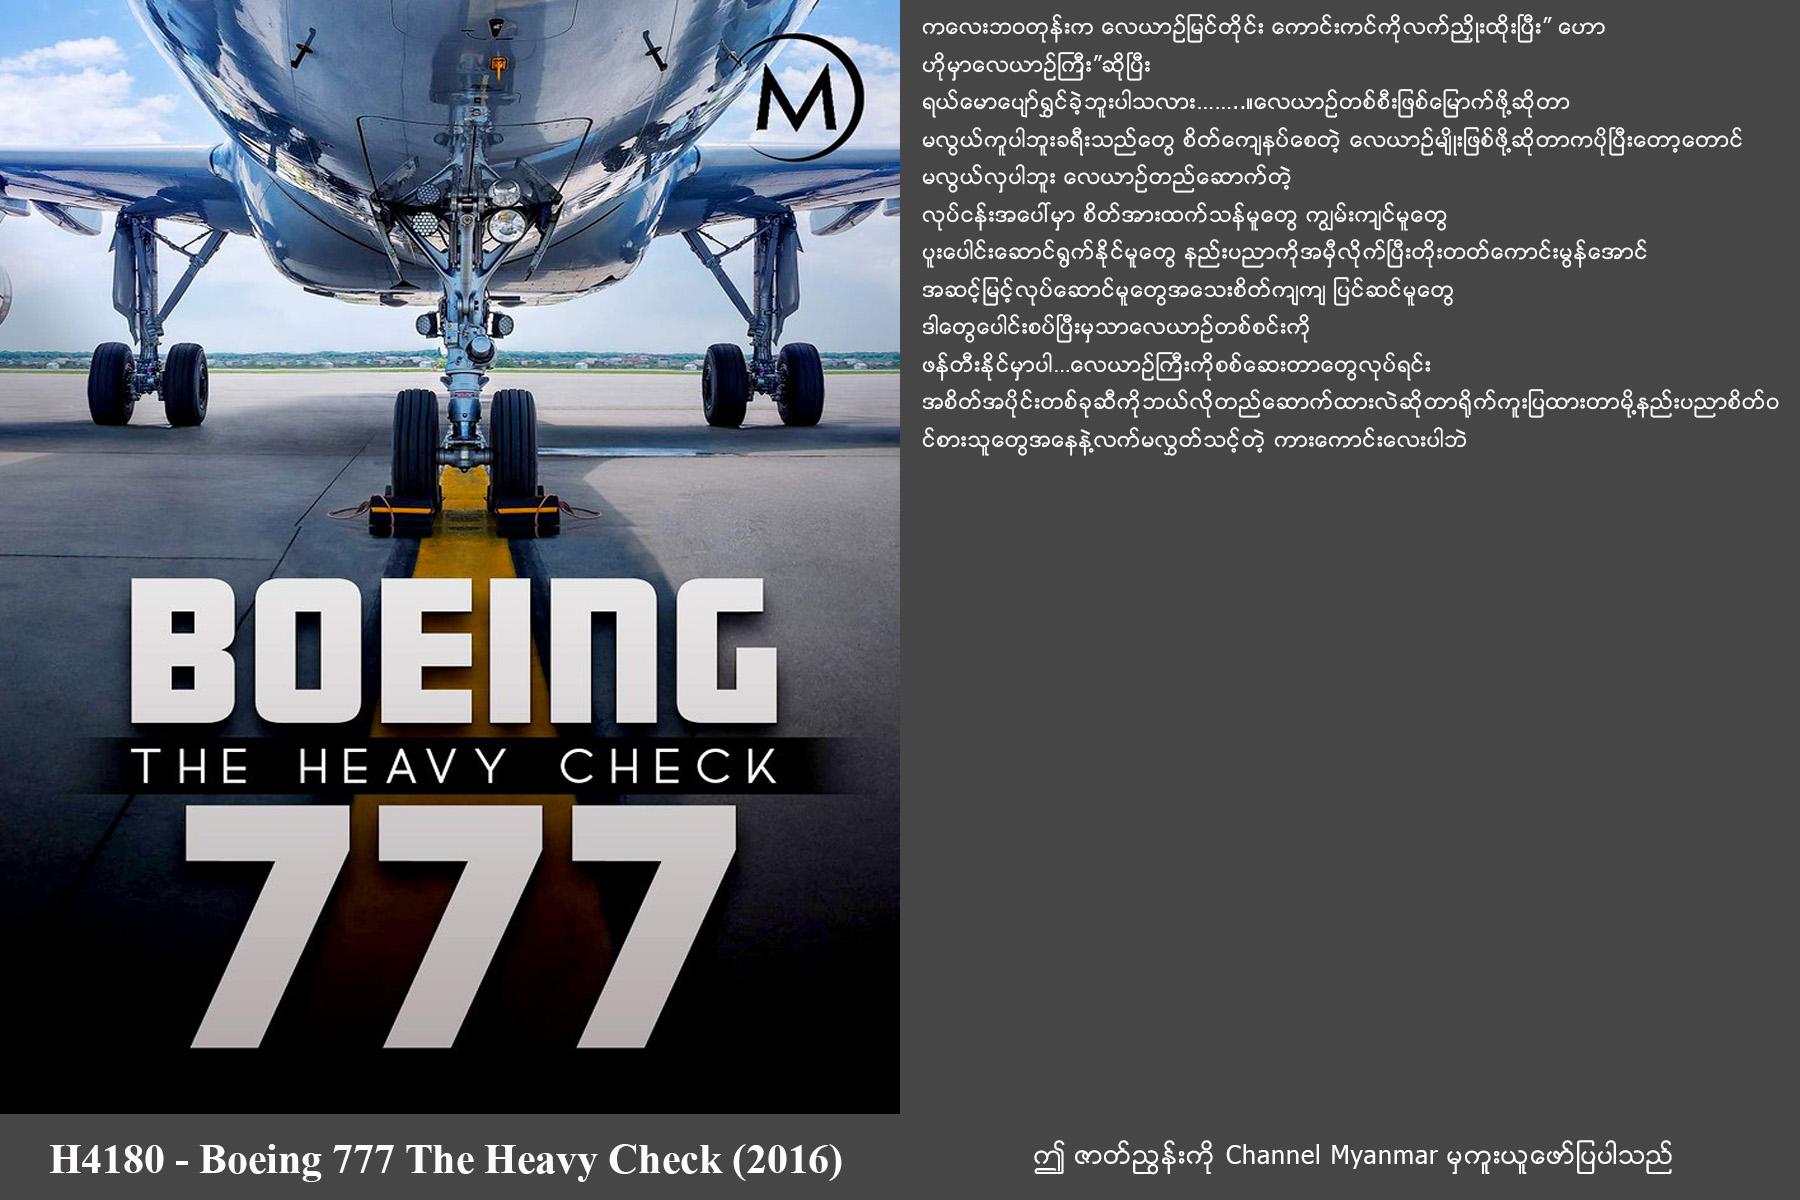 M
BOEING
THE HEAVY CHECK
777
H4180 - Boeing 777 The Heavy Check (2016)
ကလေးဘဝတုန်းက လေယာဉ်မြင်တိုင်း ကောင်းကင်ကိုလက်ညှိုးထိုးပြီး” ဟော
ဟိုမှာလေယာဉ်ကြီး”ဆိုပြီး
ရယ်မောပျော်ရွှင်ခဲ့ဘူးပါသလား……..။လေယာဉ်တစ်စီးဖြစ်မြောက်ဖို့ဆိုတာ
မလွယ်ကူပါဘူးခရီးသည်တွေ စိတ်ကျေနပ်စေတဲ့ လေယာဉ်မျိုးဖြစ်ဖို့ဆိုတာကပိုပြီးတော့တောင်
မလွယ်လှပါဘူး လေယာဉ်တည်ဆောက်တဲ့
လုပ်ငန်းအပေါ်မှာ စိတ်အားထက်သန်မူတွေ ကျွမ်းကျင်မူတွေ
ပူးပေါင်းဆောင်ရွက်နိုင်မူတွေ နည်းပညာကိုအမှီလိုက်ပြီးတိုးတတ်ကောင်းမွန်အောင်
အဆင့်မြင့်လုပ်ဆောင်မူတွေအသေးစိတ်ကျကျ ပြင်ဆင်မူတွေ
ဒါတွေပေါင်းစပ်ပြီးမှသာလေယာဉ်တစ်စင်းကို
ဖန်တီးနိုင်မှာပါ…လေယာဉ်ကြီးကိုစစ်ဆေးတာတွေလုပ်ရင်း
အစိတ်အပိုင်းတစ်ခုဆီကိုဘယ်လိုတည်ဆောက်ထားလဲဆိုတာရိုက်ကူးပြထားတာမို့နည်းပညာစိတ်ဝ
င်စားသူတွေအနေနဲ့လက်မလွှတ်သင့်တဲ့ ကားကောင်းလေးပါဘဲ
ဤ ဇာတ်ညွှန်းကို Channel Myanmar မှကူးယူဖော်ပြပါသည်